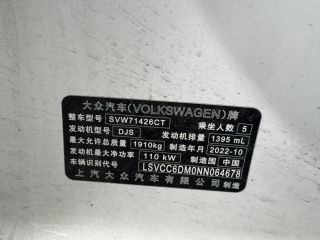 大众汽车(VOLKSWAGEN)牌
整车型号 SVW71426CT 乘坐人数 5
发动机型号 DJS 发动机排量 1395 mL
最大允许总质量 1910kg 制造年月 2022-10
发动机最大净功率 110 kW 制造国 中国
车辆识别代号 LSVCC6DM0NN064678
上汽大众汽车有限公司 制造